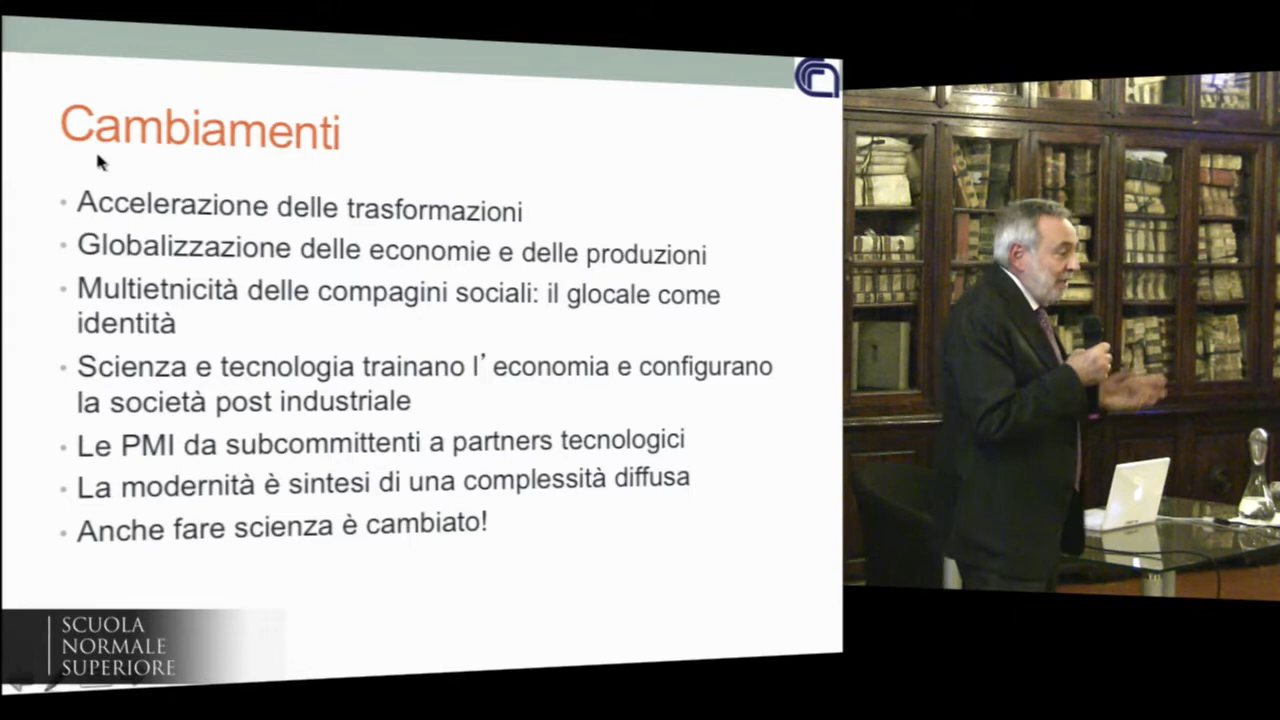 Cambiamenti
• Accelerazione delle trasformazioni
• Globalizzazione delle economie e delle produzioni
• Multietnicità delle compagini sociali: il glocale come
identità
• Scienza e tecnologia trainano l’economia e configurano
la società post industriale
• Le PMI da subcommittenti a partners tecnologici
• La modernità è sintesi di una complessità diffusa
• Anche fare scienza è cambiato!
SCUOLA
NORMALE
SUPERIORE